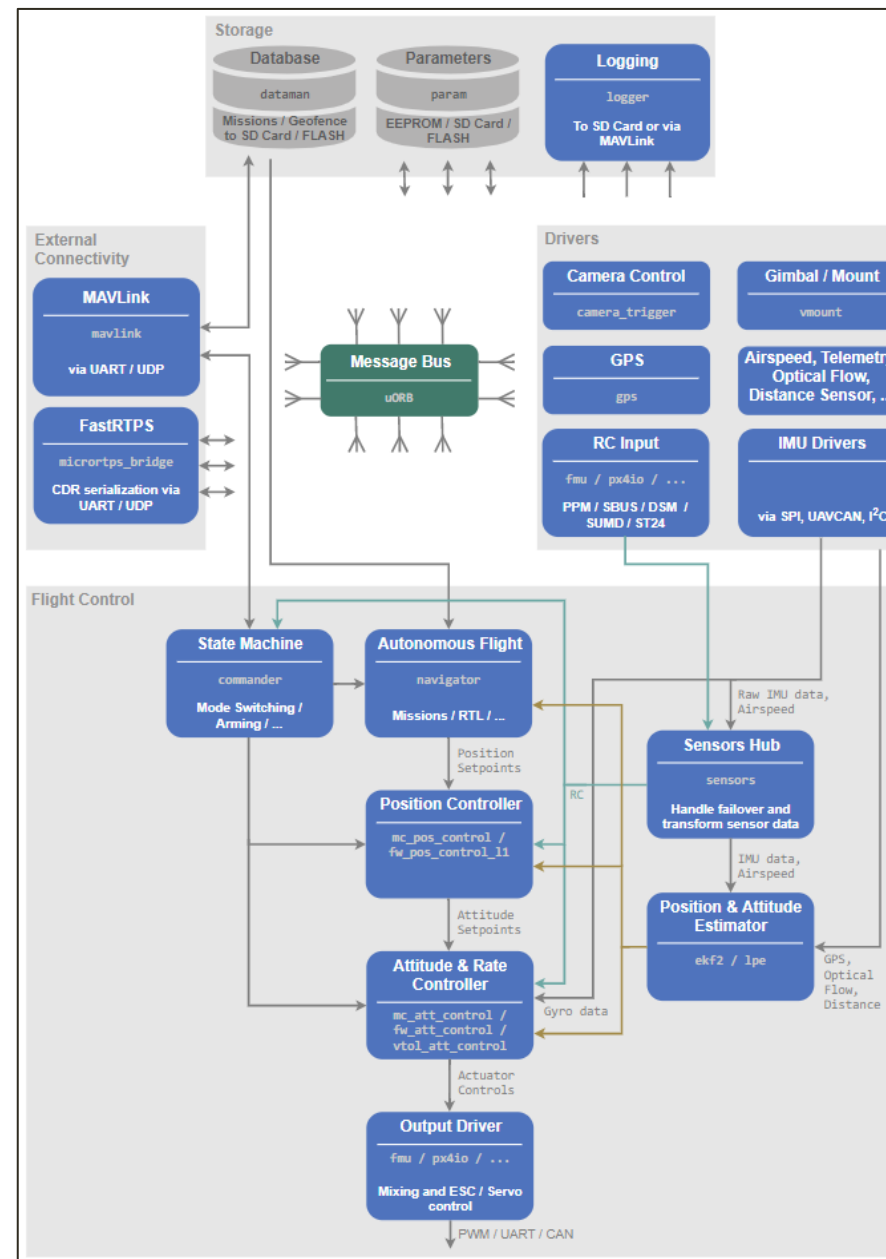 Storage
Database
dataman
Missions / Geofence
to SD Card / FLASH
Parameters
param
EEPROM / SD Card /
FLASH
Logging
logger
To SD Card or via
MAVLink
External
Connectivity
MAVLink
mavlink
via UART / UDP
FastRTPS
micrortps_bridge
CDR serialization via
UART / UDP
Message Bus
uORB
Drivers
Camera Control
camera_trigger
Gimbal / Mount
vmount
GPS
gps
Airspeed, Telemetr
Optical Flow,
Distance Sensor, ..
RC Input
fmu / px4io / ...
PPM / SBUS / DSM /
SUMD / ST24
IMU Drivers
via SPI, UAVCAN, I²C
Flight Control
State Machine
commander
Mode Switching /
Arming / ...
Autonomous Flight
navigator
Missions / RTL / ...
Raw IMU data,
Airspeed
Sensors Hub
sensors
Handle failover and
transform sensor data
Position
Setpoints
RC
Position Controller
mc_pos_control /
fw_pos_control_l1
IMU data,
Airspeed
Position & Attitude
Estimator
ekf2 / lpe
Attitude
Setpoints
GPS,
Optical
Flow,
Distance
Attitude & Rate
Controller
mc_att_control /
fw_att_control /
vtol_att_control
Gyro data
Actuator
Controls
Output Driver
fmu / px4io / ...
Mixing and ESC / Servo
control
PWM / UART / CAN